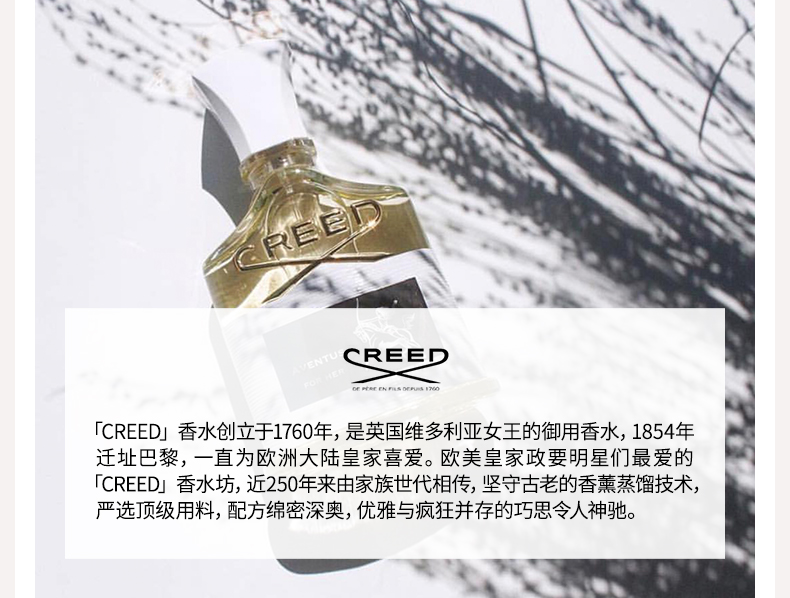 CREED
AVENTU
CREED
DE PÈRE EN FILS DEPUIS 1760
「CREED」香水创立于1760年, 是英国维多利亚女王的御用香水, 1854年
迁址巴黎, 一直为欧洲大陆皇家喜爱。欧美皇家政要明星们最爱的
「CREED」香水坊, 近250年来由家族世代相传, 坚守古老的香薰蒸馏技术,
严选顶级用料, 配方绵密深奥, 优雅与疯狂并存的巧思令人神驰。